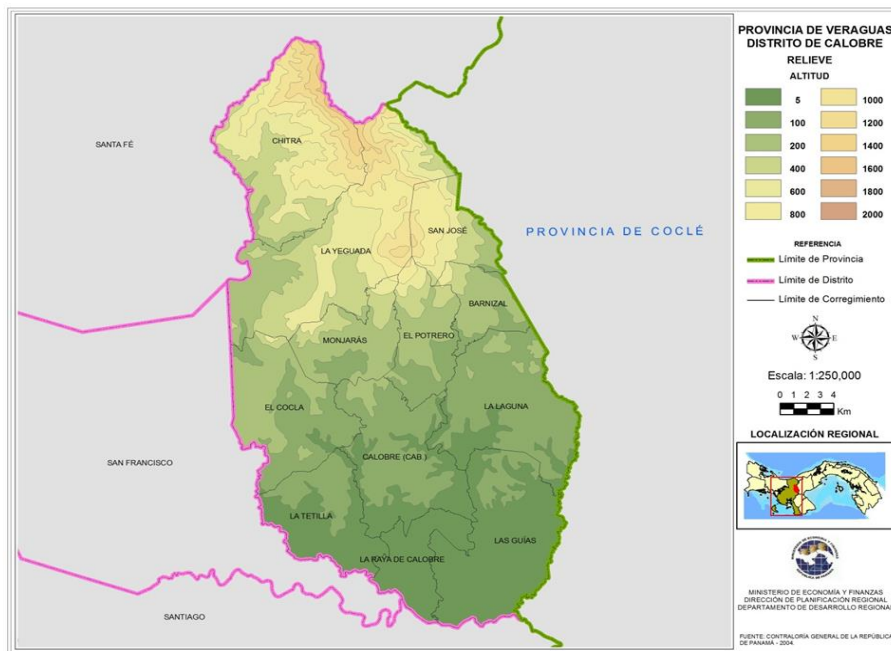 PROVINCIA DE VERAGUAS
DISTRITO DE CALOBRE
RELIEVE
ALTITUD
5 1000
100 1200
200 1400
400 1600
600 1800
800 2000
REFERENCIA
Límite de Provincia
Límite de Distrito
Límite de Corregimiento
N
W E
S
Escala: 1:250,000
0 1 2 3 4
Km
LOCALIZACIÓN REGIONAL
MINISTERIO DE ECONOMÍA Y FINANZAS
DIRECCIÓN DE PLANIFICACIÓN REGIONAL
DEPARTAMENTO DE DESARROLLO REGIONAL
FUENTE: CONTRALORÍA GENERAL DE LA REPÚBLICA
DE PANAMÁ - 2004.
SANTA FÉ
CHITRA
PROVINCIA DE COCLÉ
SAN JOSÉ
LA YEGUADA
BARNIZAL
EL POTRERO
MONJARÁS
EL COCLA
LA LAGUNA
CALOBRE (CAB.)
SAN FRANCISCO
LA TETILLA
LAS GUÍAS
LA RAYA DE CALOBRE
SANTIAGO